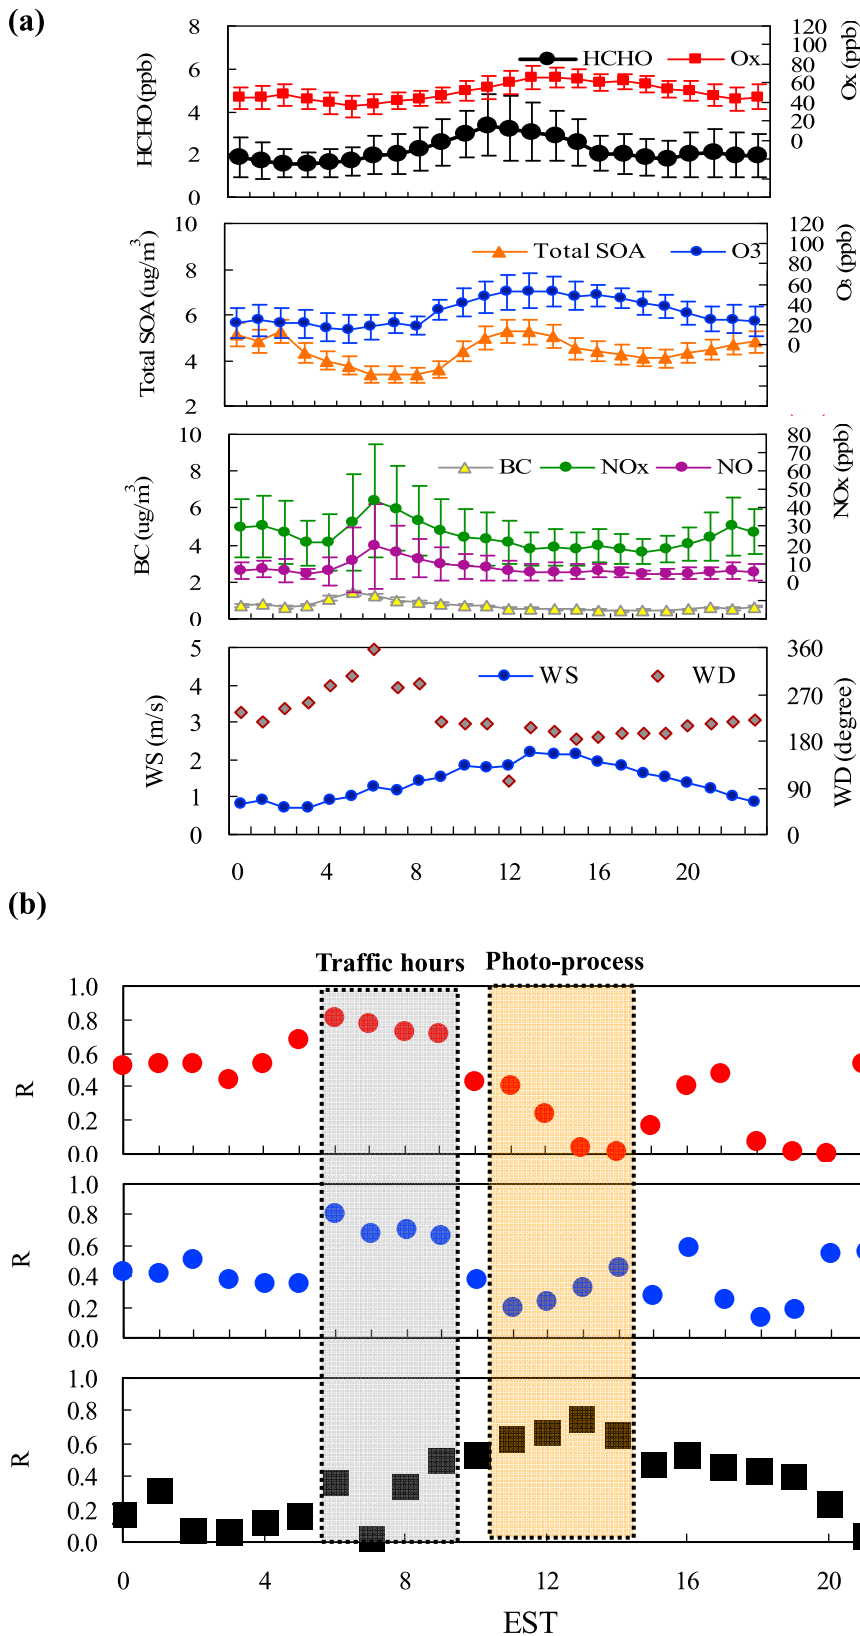 (a)
HCHO (ppb)
8
6
4
2
0
HCHO
Ox
120
100
80
60
40
20
0
Ox (ppb)
Total SOA (ug/m³)
10
8
6
4
2
Total SOA
O3
120
100
80
60
40
20
0
O₃ (ppb)
BC (ug/m³)
10
8
6
4
2
0
BC
NOx
NO
80
70
60
50
40
30
20
10
0
NOx (ppb)
WS (m/s)
5
4
3
2
1
0
WS
WD
360
270
180
90
0
WD (degree)
0 4 8 12 16 20
(b)
Traffic hours Photo-process
R
1.0
0.8
0.6
0.4
0.2
0.0
R
1.0
0.8
0.6
0.4
0.2
0.0
R
1.0
0.8
0.6
0.4
0.2
0.0
0 4 8 12 16 20
EST